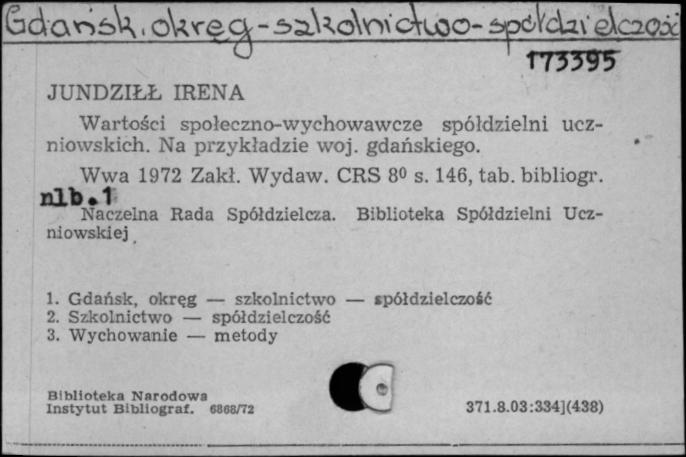 Gdańsk, okręg - szkolnictwo - spółdzielczość
173395
JUNDZIŁŁ IRENA
Wartości społeczno-wychowawcze spółdzielni ucz-
niowskich. Na przykładzie woj. gdańskiego.
Wwa 1972 Zakł. Wydaw. CRS 8⁰ s. 146, tab. bibliogr.
nlb. 1
Naczelna Rada Spółdzielcza. Biblioteka Spółdzielni Ucz-
niowskiej
1. Gdańsk, okręg — szkolnictwo — spółdzielczość
2. Szkolnictwo — spółdzielczość
3. Wychowanie — metody
Biblioteka Narodowa
Instytut Bibliograf. 6868/72
371.8.03:334](438)